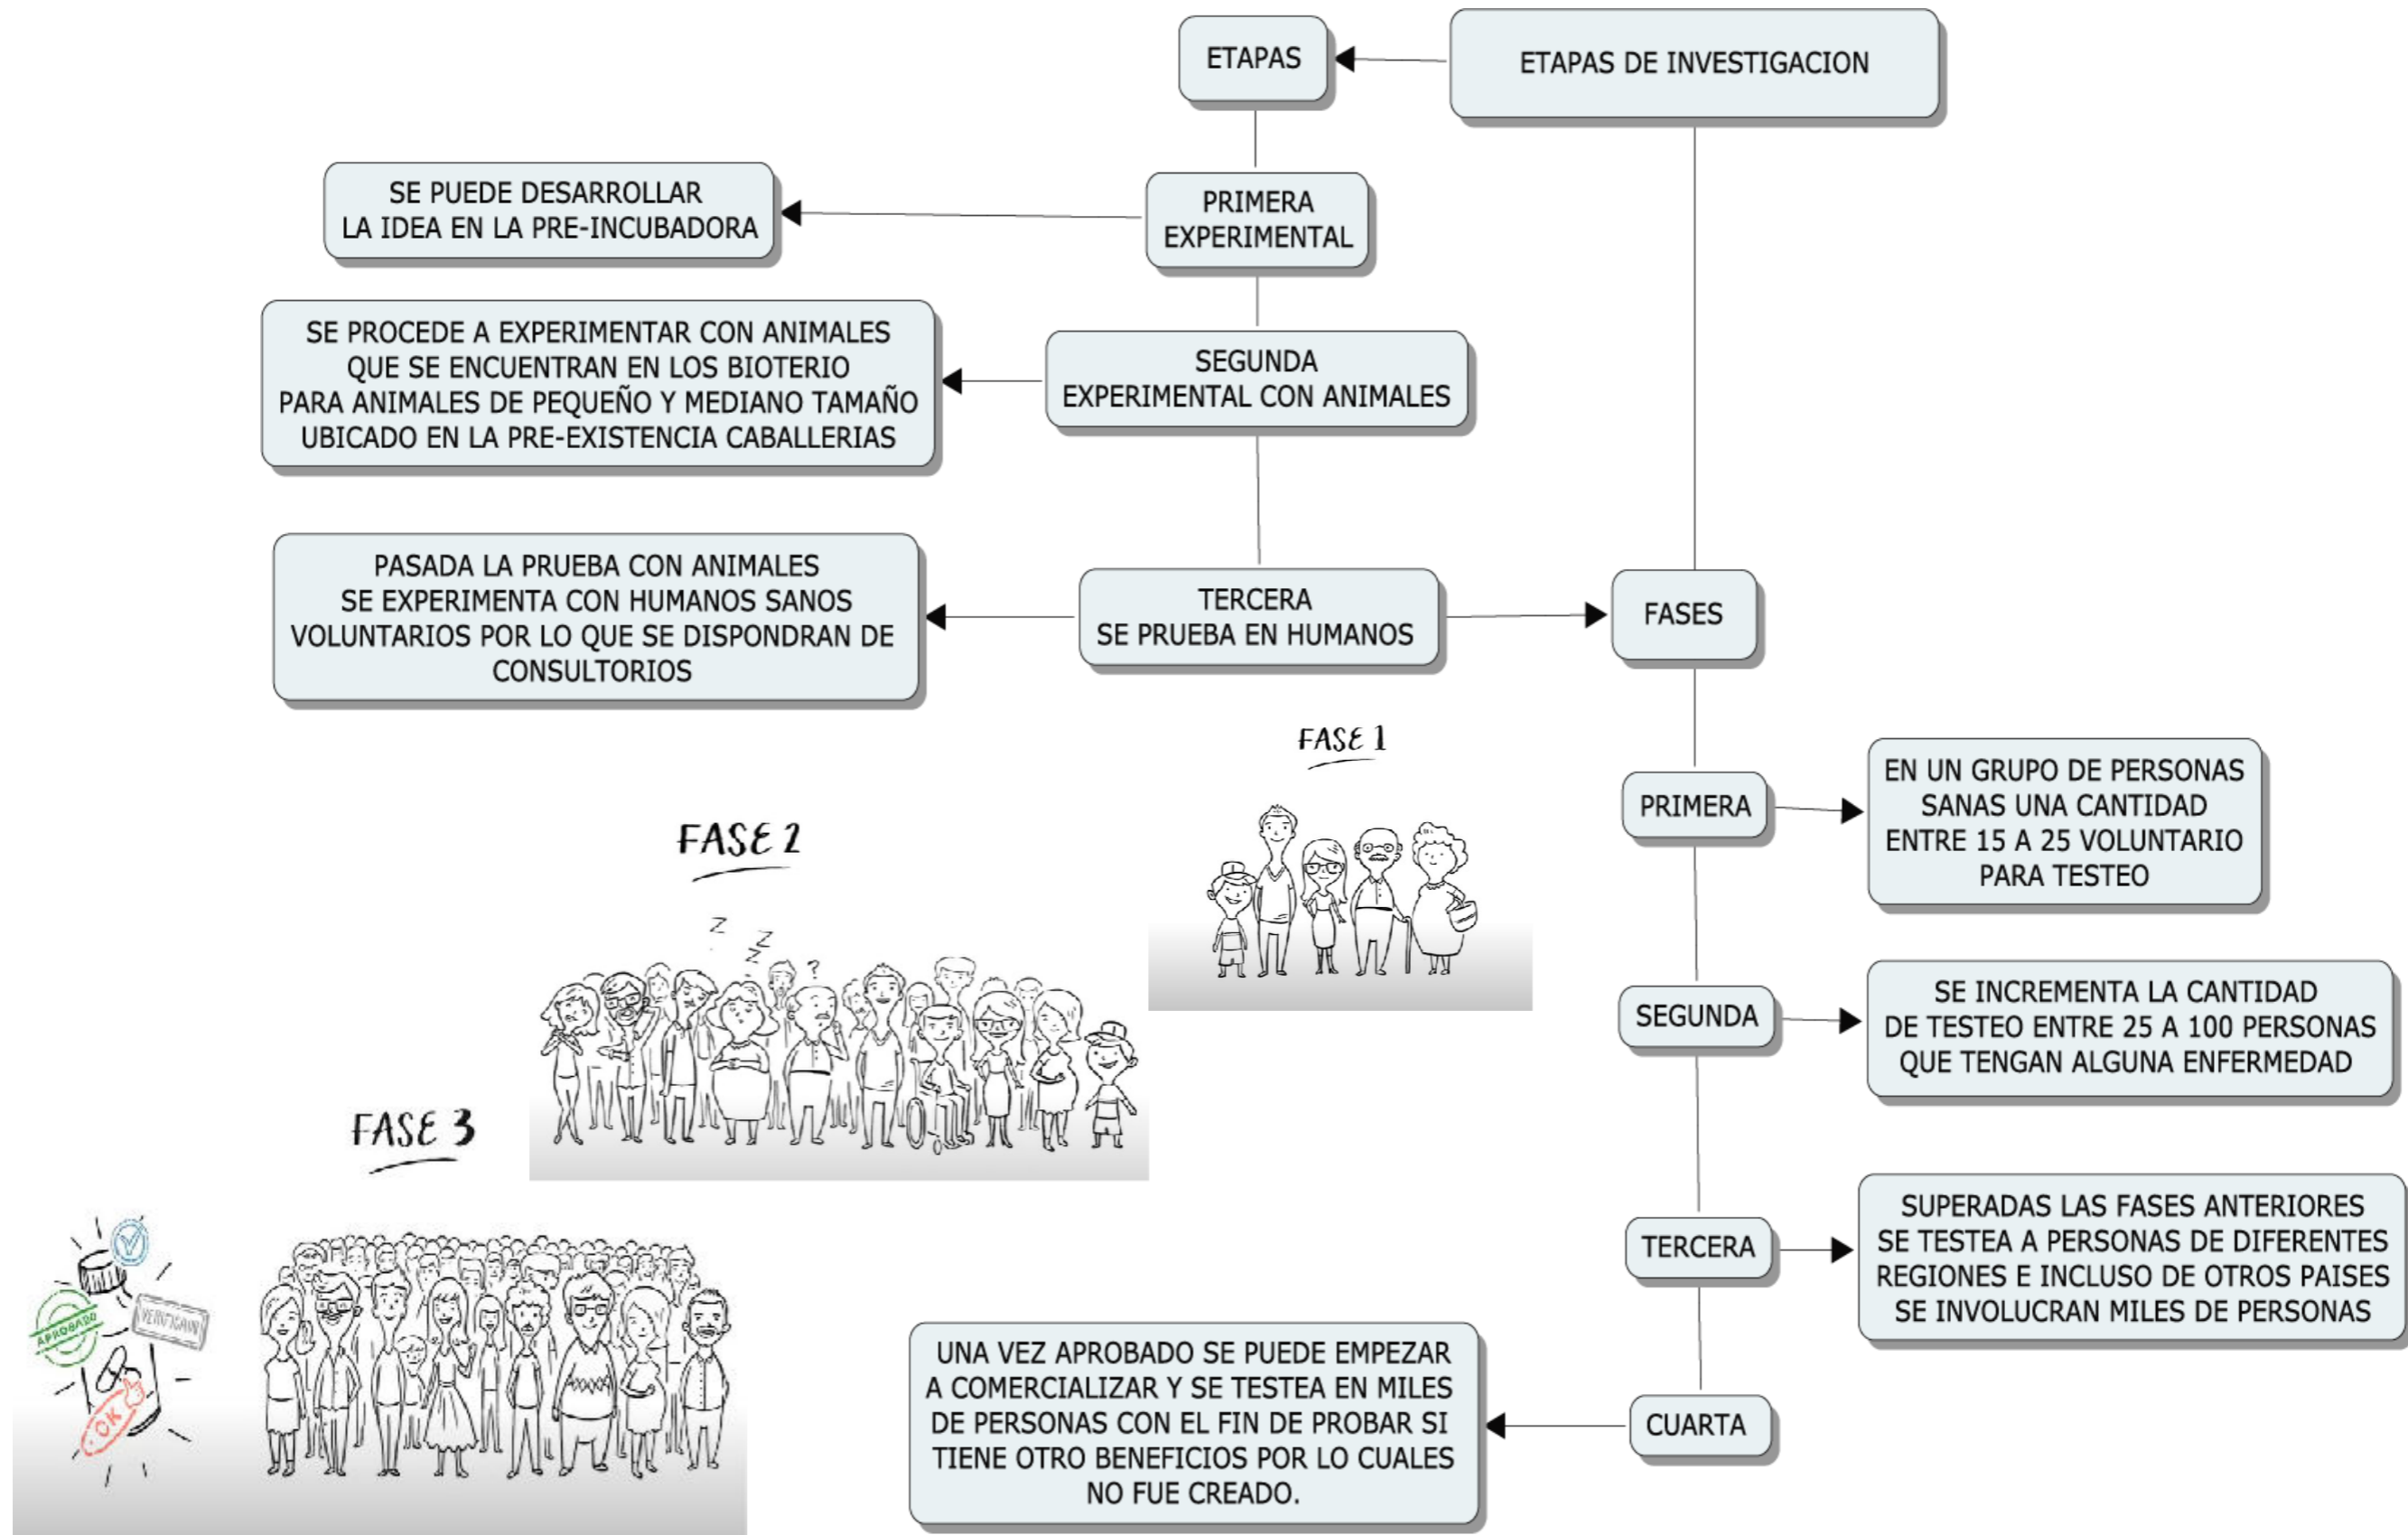 ETAPAS
ETAPAS DE INVESTIGACION
PRIMERA
EXPERIMENTAL
SE PUEDE DESARROLLAR
LA IDEA EN LA PRE-INCUBADORA
SEGUNDA
EXPERIMENTAL CON ANIMALES
SE PROCEDE A EXPERIMENTAR CON ANIMALES
QUE SE ENCUENTRAN EN LOS BIOTERIO
PARA ANIMALES DE PEQUEÑO Y MEDIANO TAMAÑO
UBICADO EN LA PRE-EXISTENCIA CABALLERIAS
TERCERA
SE PRUEBA EN HUMANOS
PASADA LA PRUEBA CON ANIMALES
SE EXPERIMENTA CON HUMANOS SANOS
VOLUNTARIOS POR LO QUE SE DISPONDRAN DE
CONSULTORIOS
FASES
PRIMERA
EN UN GRUPO DE PERSONAS
SANAS UNA CANTIDAD
ENTRE 15 A 25 VOLUNTARIO
PARA TESTEO
SEGUNDA
SE INCREMENTA LA CANTIDAD
DE TESTEO ENTRE 25 A 100 PERSONAS
QUE TENGAN ALGUNA ENFERMEDAD
TERCERA
SUPERADAS LAS FASES ANTERIORES
SE TESTEA A PERSONAS DE DIFERENTES
REGIONES E INCLUSO DE OTROS PAISES
SE INVOLUCRAN MILES DE PERSONAS
CUARTA
UNA VEZ APROBADO SE PUEDE EMPEZAR
A COMERCIALIZAR Y SE TESTEA EN MILES
DE PERSONAS CON EL FIN DE PROBAR SI
TIENE OTRO BENEFICIOS POR LO CUALES
NO FUE CREADO.
FASE 1
FASE 2
Z
Z
Z
?
FASE 3
APROBADO
OK